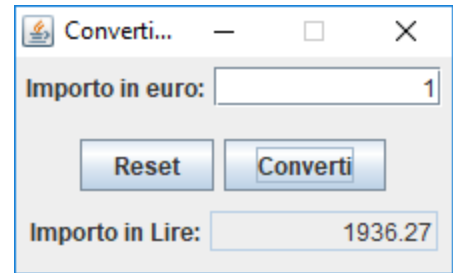 Converti...
Importo in euro: 1
Reset Converti
Importo in Lire: 1936.27